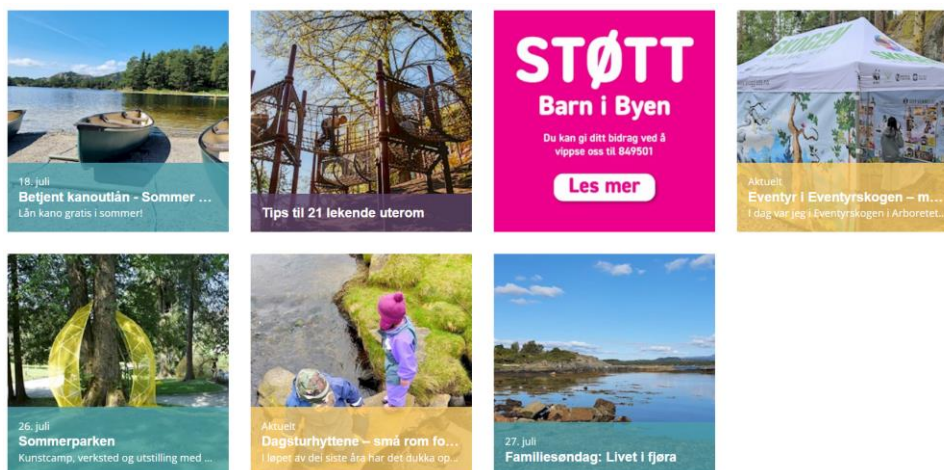 18. juli
Betjent kanoutlån - Sommer ...
Lån kano gratis i sommer!
Tips til 21 lekende uterom
STØTT
Barn i Byen
Du kan gi ditt bidrag ved å
vippse oss til 849501
Les mer
Aktuelt
Eventyr i Eventyrskogen – m...
I dag var jeg i Eventyrskogen i Arboretet...
26. juli
Sommerparken
Kunstcamp, verksted og utstilling med ...
Aktuelt
Dagsturhyttene – små rom fo...
I løpet av dei siste åra har det dukka op...
27. juli
Familiesøndag: Livet i fjøra